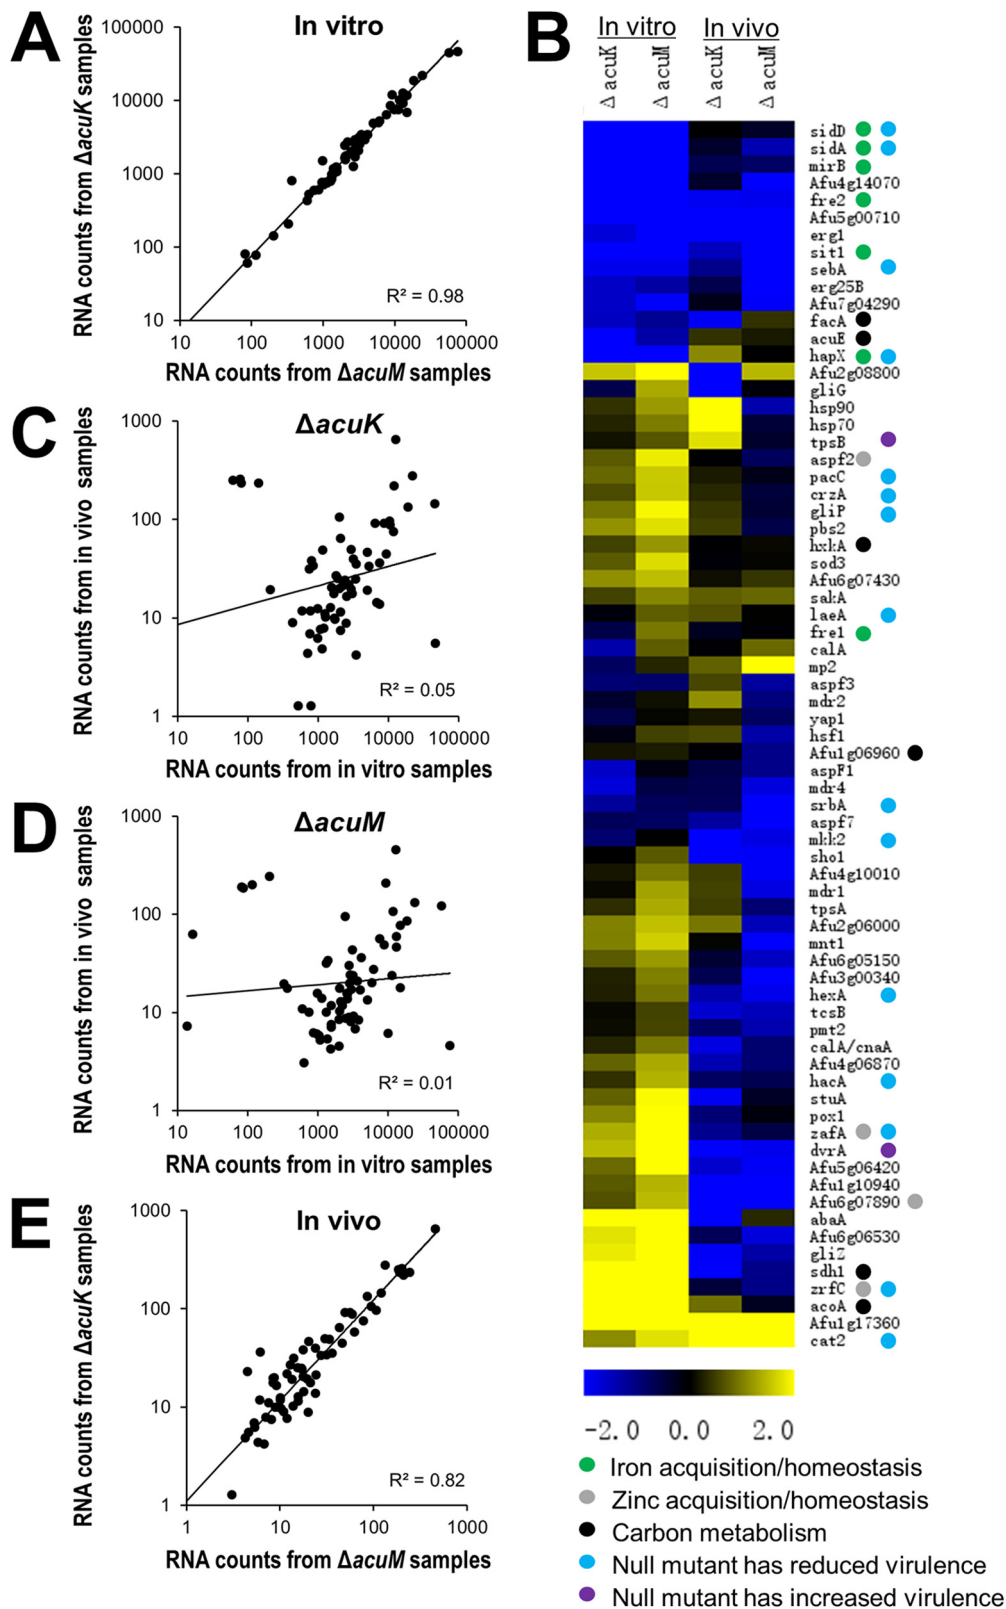 A
In vitro
RNA counts from ΔacuK samples
100000
10000
1000
100
10
10 100 1000 10000 100000
R² = 0.98
RNA counts from ΔacuM samples
C
ΔacuK
RNA counts from in vivo samples
1000
100
10
1
10 100 1000 10000 100000
R² = 0.05
RNA counts from in vitro samples
D
ΔacuM
RNA counts from in vivo samples
1000
100
10
1
10 100 1000 10000 100000
R² = 0.01
RNA counts from in vitro samples
E
In vivo
RNA counts from ΔacuK samples
1000
100
10
1
1 10 100 1000
R² = 0.82
RNA counts from ΔacuM samples
B
In vitro In vivo
Δ acuK Δ acuM Δ acuK Δ acuM
sidD
sidA
mirB
Afu4g14070
fre2
Afu5g00710
erg1
sit1
sebA
erg25B
Afu7g04290
facA
acuE
hapX
Afu2g08800
gliG
hsp90
hsp70
tpsB
aspf2
pacC
crzA
gliP
pbs2
hxkA
sod3
Afu6g07430
sakA
laeA
fre1
calA
mp2
aspf3
mdr2
yap1
hsf1
Afu1g06960
aspF1
mdr4
srbA
aspf7
mkk2
sho1
Afu4g10010
mdr1
tpsA
Afu2g06000
mnt1
Afu6g05150
Afu3g00340
hexA
tcsB
pmt2
calA/cnaA
Afu4g06870
hacA
stuA
pox1
zafA
dvrA
Afu5g06420
Afu1g10940
Afu6g07890
abaA
Afu6g06530
gliZ
sdh1
zrfC
acoA
Afu1g17360
cat2
-2.0 0.0 2.0
Iron acquisition/homeostasis
Zinc acquisition/homeostasis
Carbon metabolism
Null mutant has reduced virulence
Null mutant has increased virulence